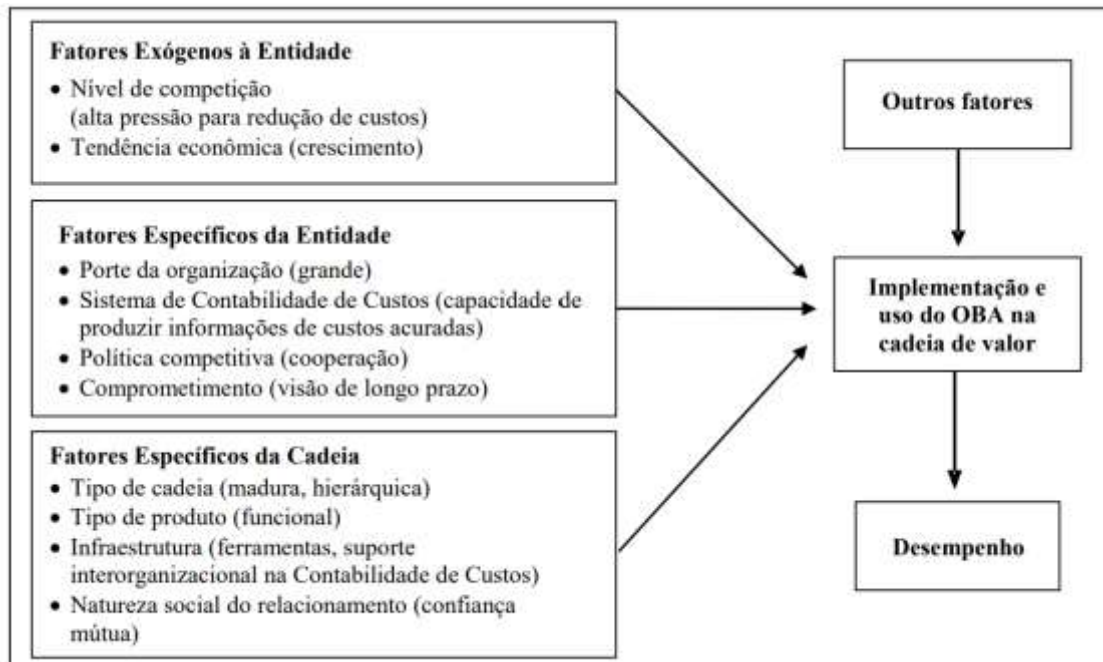 Fatores Exógenos à Entidade
• Nível de competição
(alta pressão para redução de custos)
• Tendência econômica (crescimento)
Fatores Específicos da Entidade
• Porte da organização (grande)
• Sistema de Contabilidade de Custos (capacidade de
produzir informações de custos acuradas)
• Política competitiva (cooperação)
• Comprometimento (visão de longo prazo)
Fatores Específicos da Cadeia
• Tipo de cadeia (madura, hierárquica)
• Tipo de produto (funcional)
• Infraestrutura (ferramentas, suporte
interorganizacional na Contabilidade de Custos)
• Natureza social do relacionamento (confiança
mútua)
Outros fatores
Implementação e
uso do OBA na
cadeia de valor
Desempenho